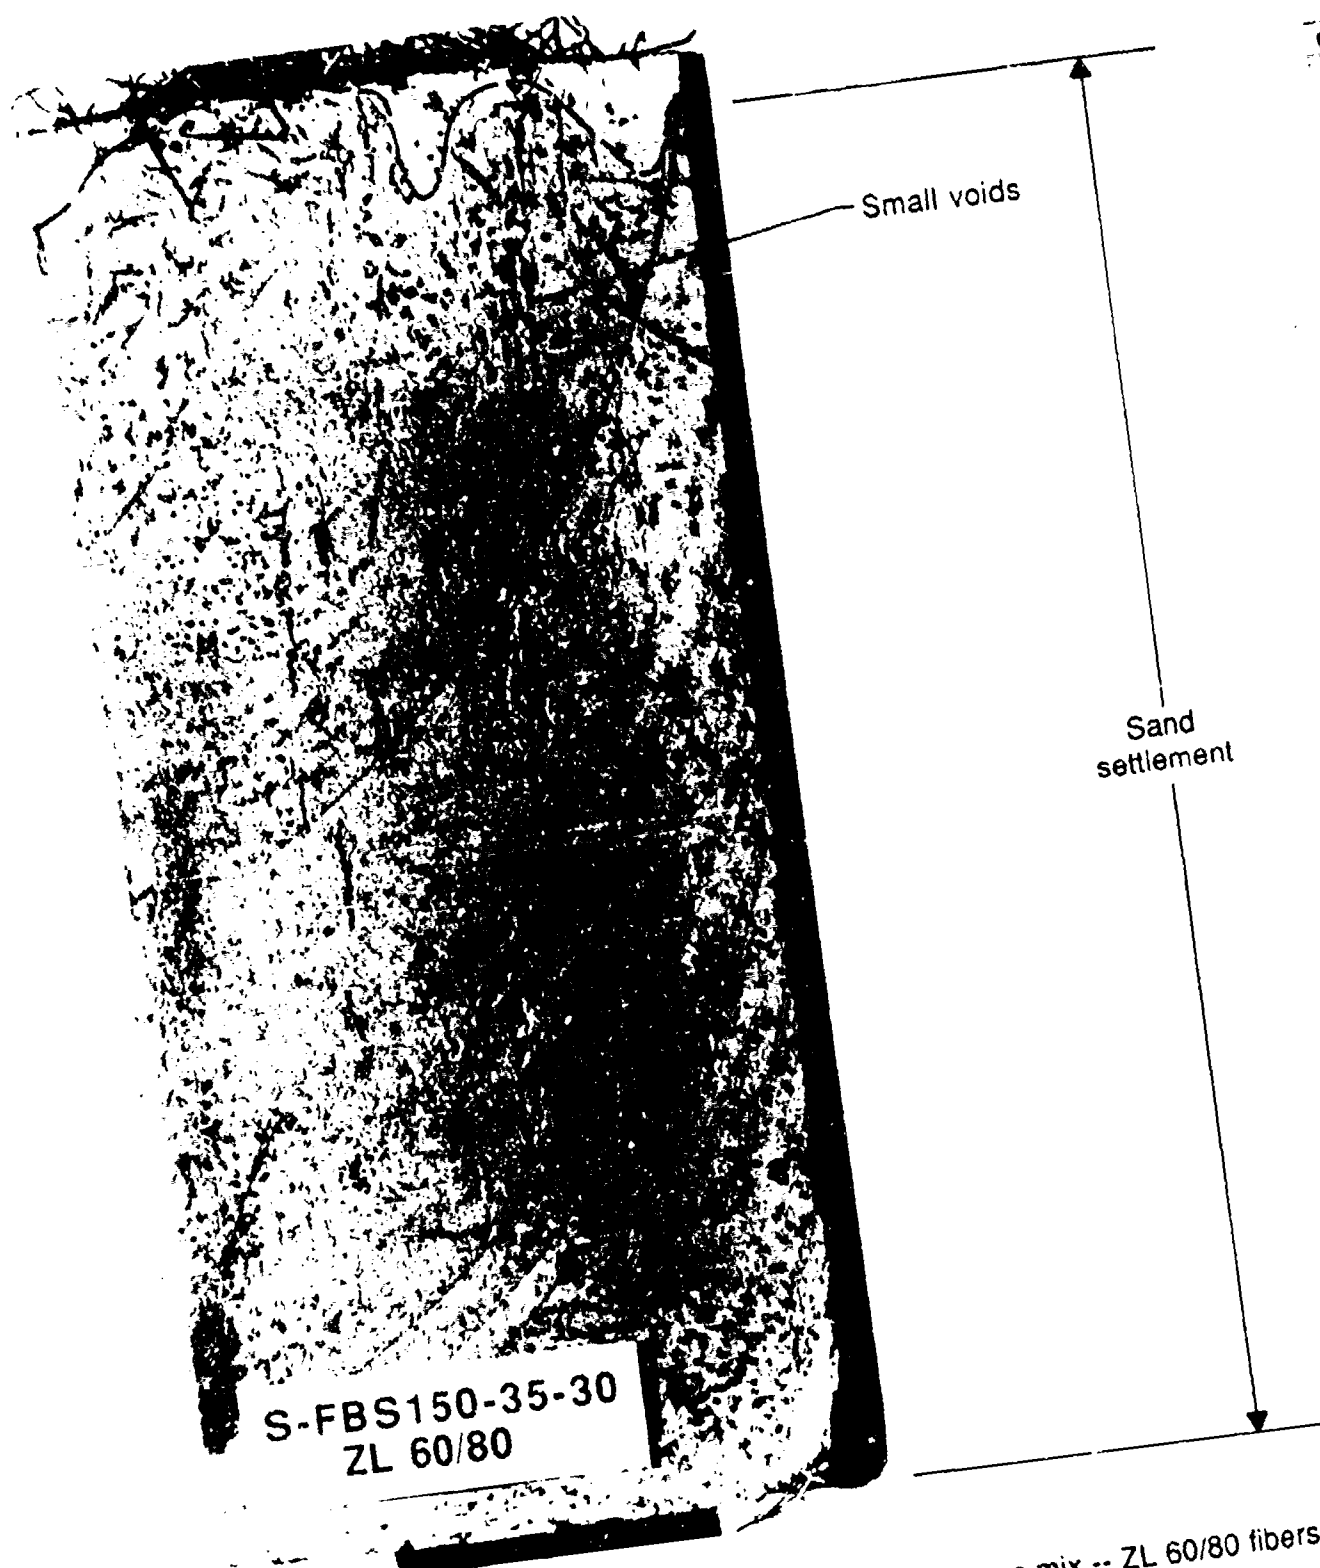 Small voids
Sand
settlement
S-FBS150-35-30
ZL 60/80
mix -- ZL 60/80 fibers